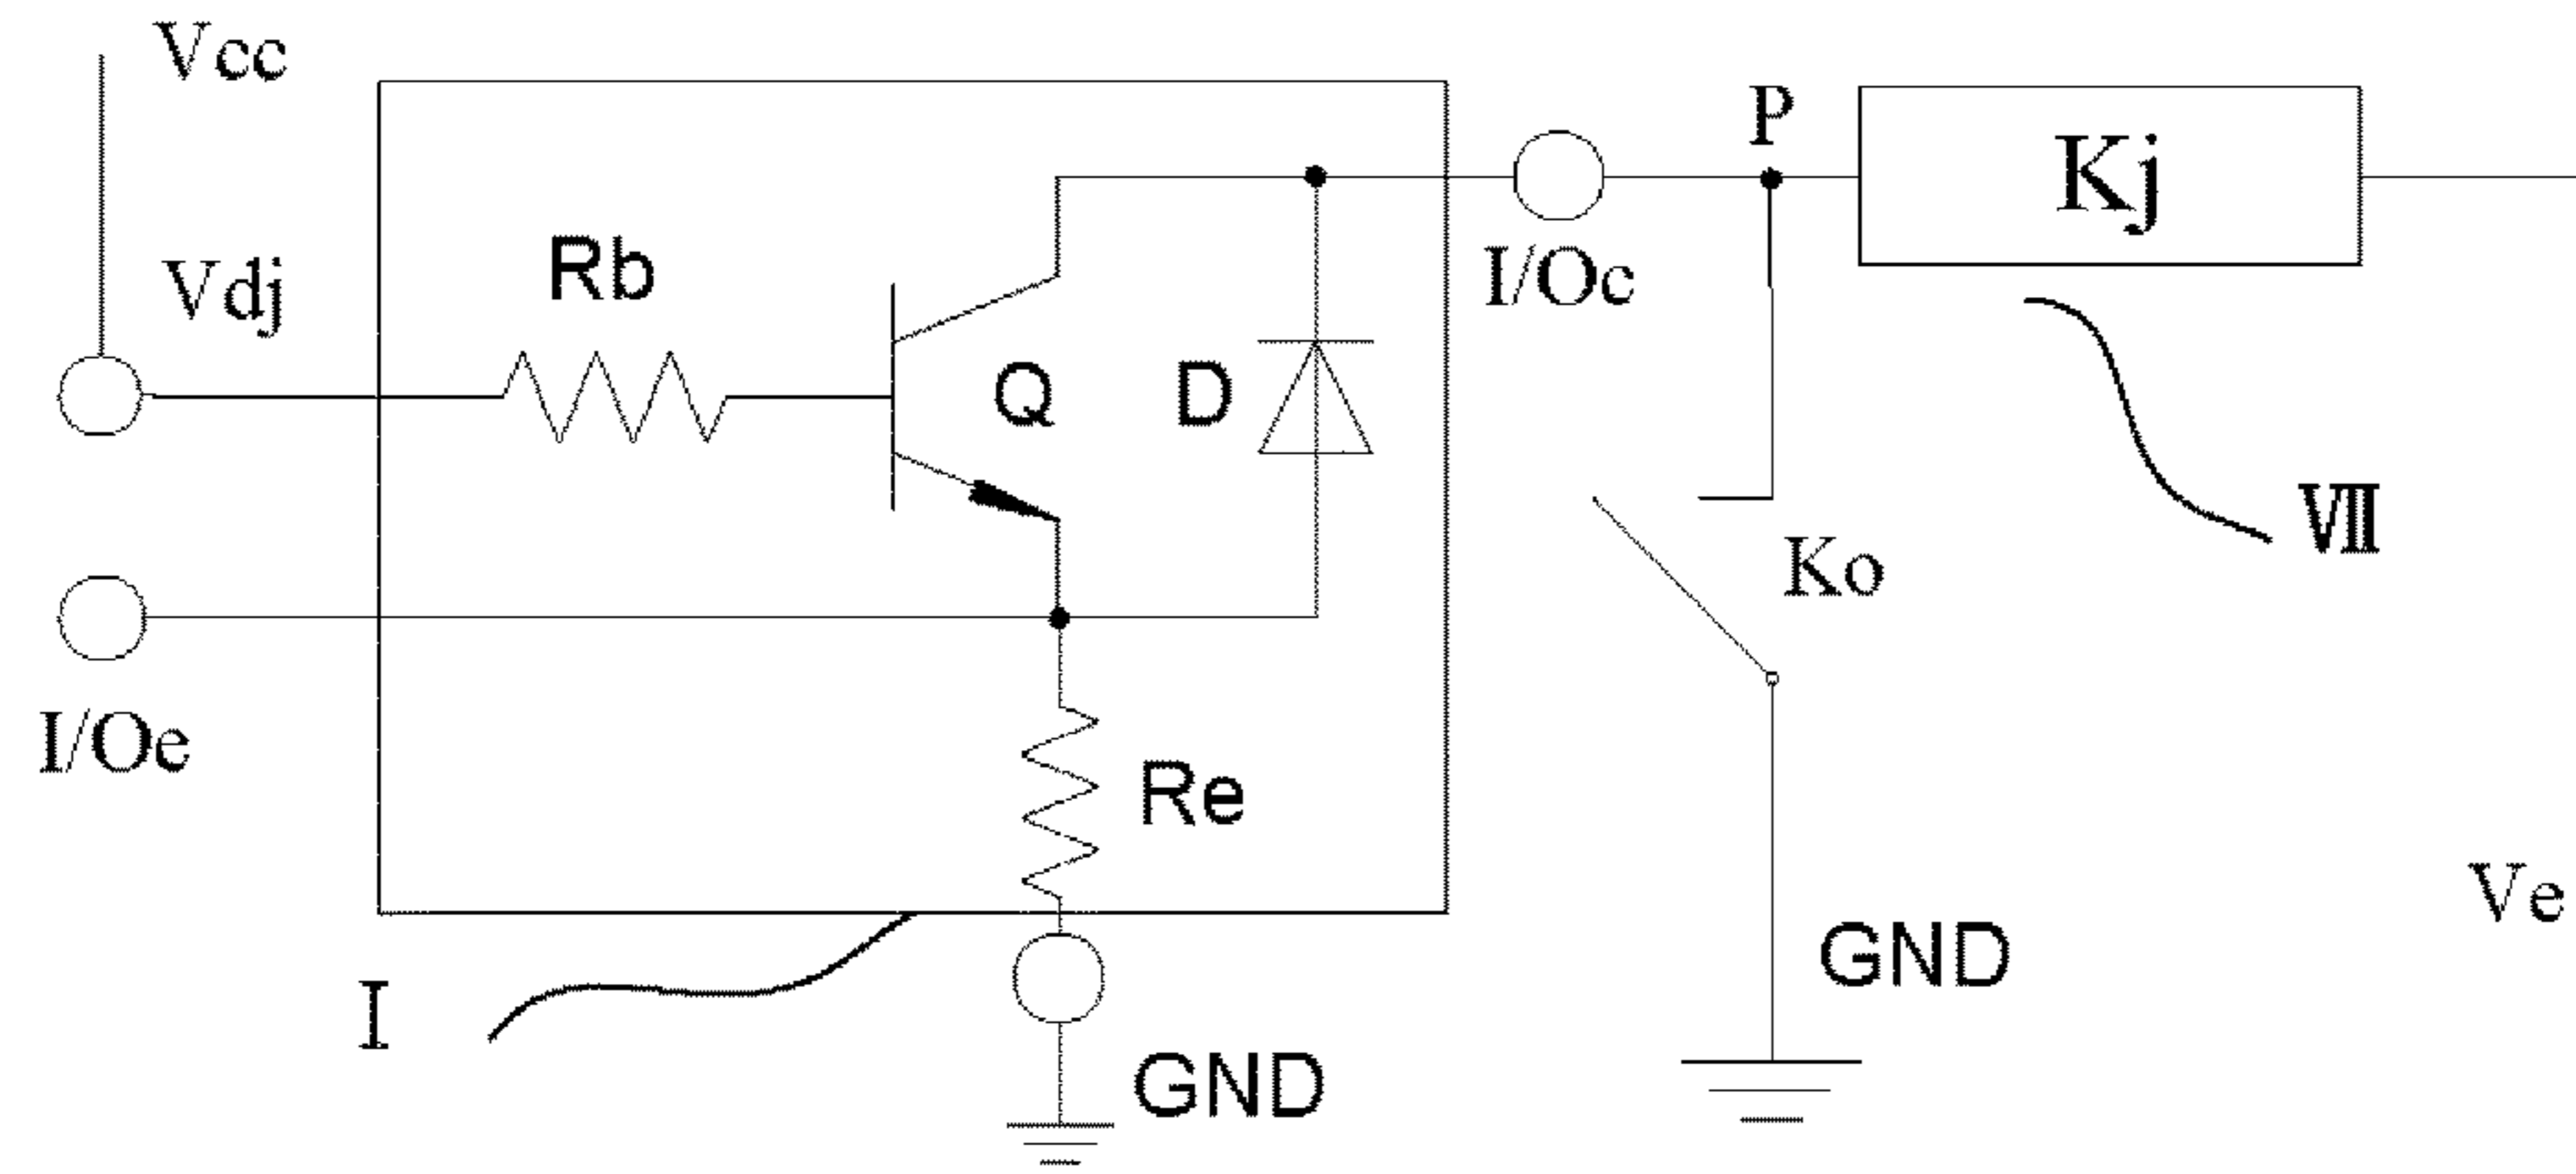 Vcc
P
Kj
Rb
Vdj
I/Oc
Q
D
VII
Ko
I/Oe
Re
Ve
GND
I
GND